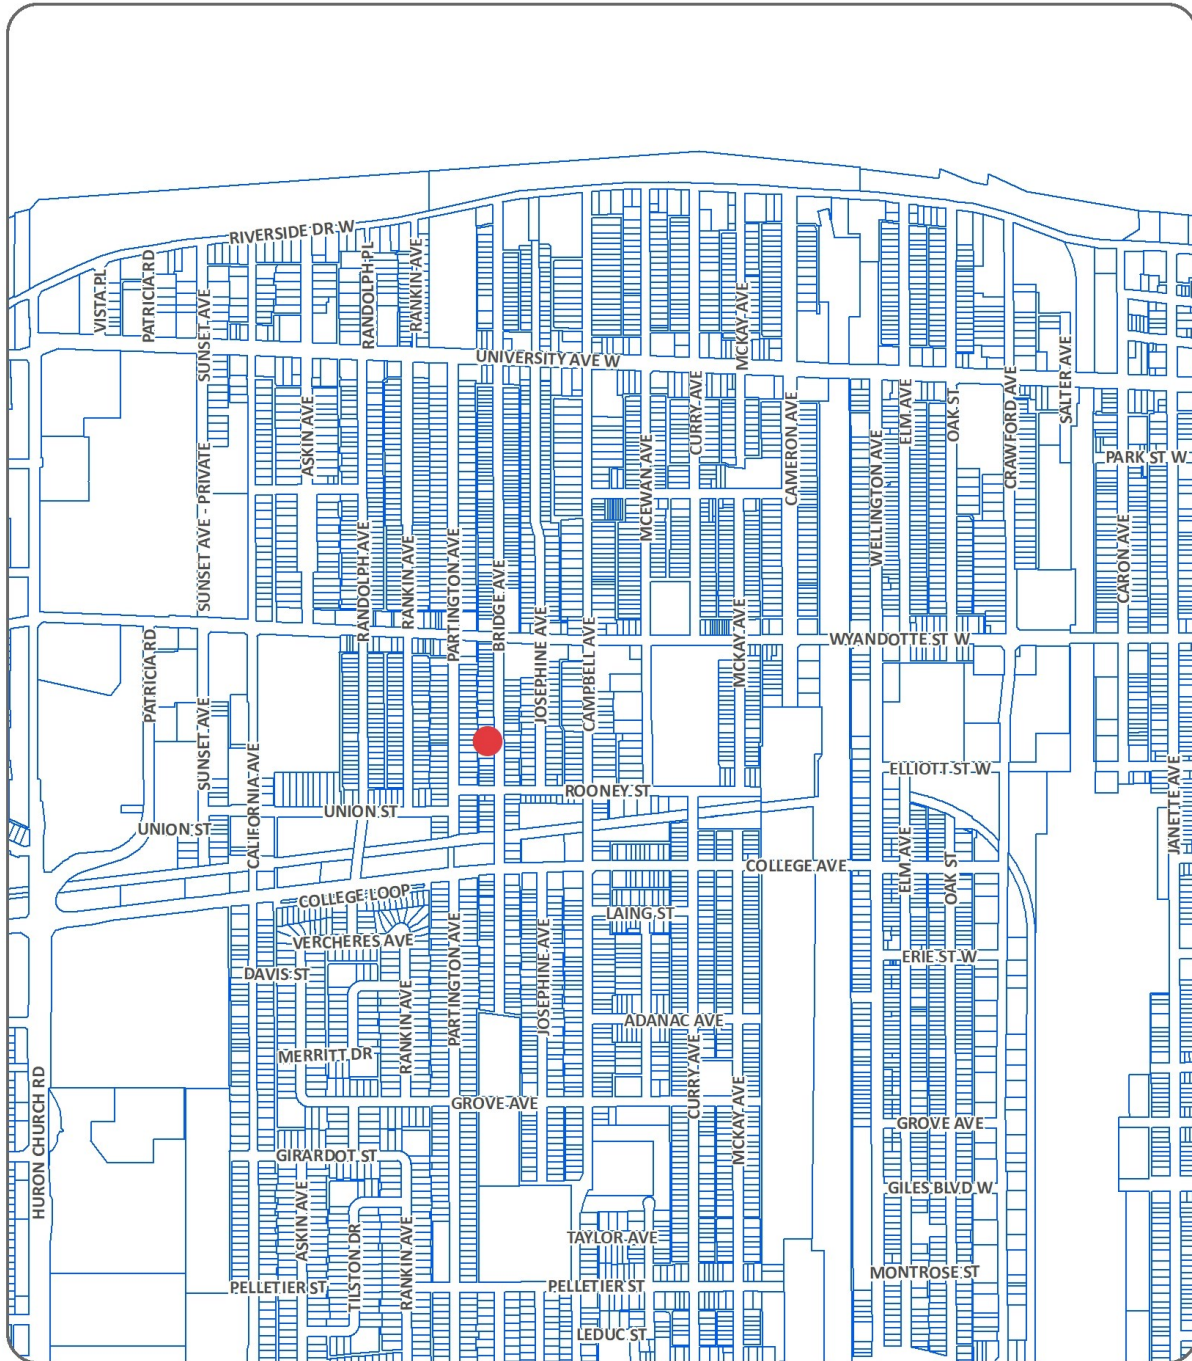 RIVERSIDE DR W
VISTA PL
PATRICIA RD
SUNSET AVE
RANDOLPH PL
RANKIN AVE
MCKAY AVE
UNIVERSITY AVE W
SALTER AVE
ASKIN AVE
CURRY AVE
CAMERON AVE
ELM AVE
OAK ST
CRAWFORD AVE
PARK ST W
SUNSET AVE - PRIVATE
MCEWAN AVE
WELLINGTON AVE
RANDOLPH AVE
RANKIN AVE
PARTINGTON AVE
BRIDGE AVE
CARON AVE
JOSEPHINE AVE
CAMPBELL AVE
MCKAY AVE
WYANDOTTE ST W
PATRICIA RD
SUNSET AVE
CALIFORNIA AVE
ELLIOTT ST W
ROONEY ST
JANETTE AVE
UNION ST
UNION ST
ELM AVE
OAK ST
COLLEGE AVE
COLLEGE LOOP
LAING ST
VERCHERES AVE
PARTINGTON AVE
JOSEPHINE AVE
ERIE ST W
DAVIS ST
RANKIN AVE
ADANAC AVE
MERRITT DR
CURRY AVE
HURON CHURCH RD
GROVE AVE
MCKAY AVE
GROVE AVE
GIRARDOT ST
GILES BLVD W
ASKIN AVE
TILSTON DR
RANKIN AVE
TAYLOR AVE
MONTROSE ST
PELLETIER ST
PELLETIER ST
LEDUC ST